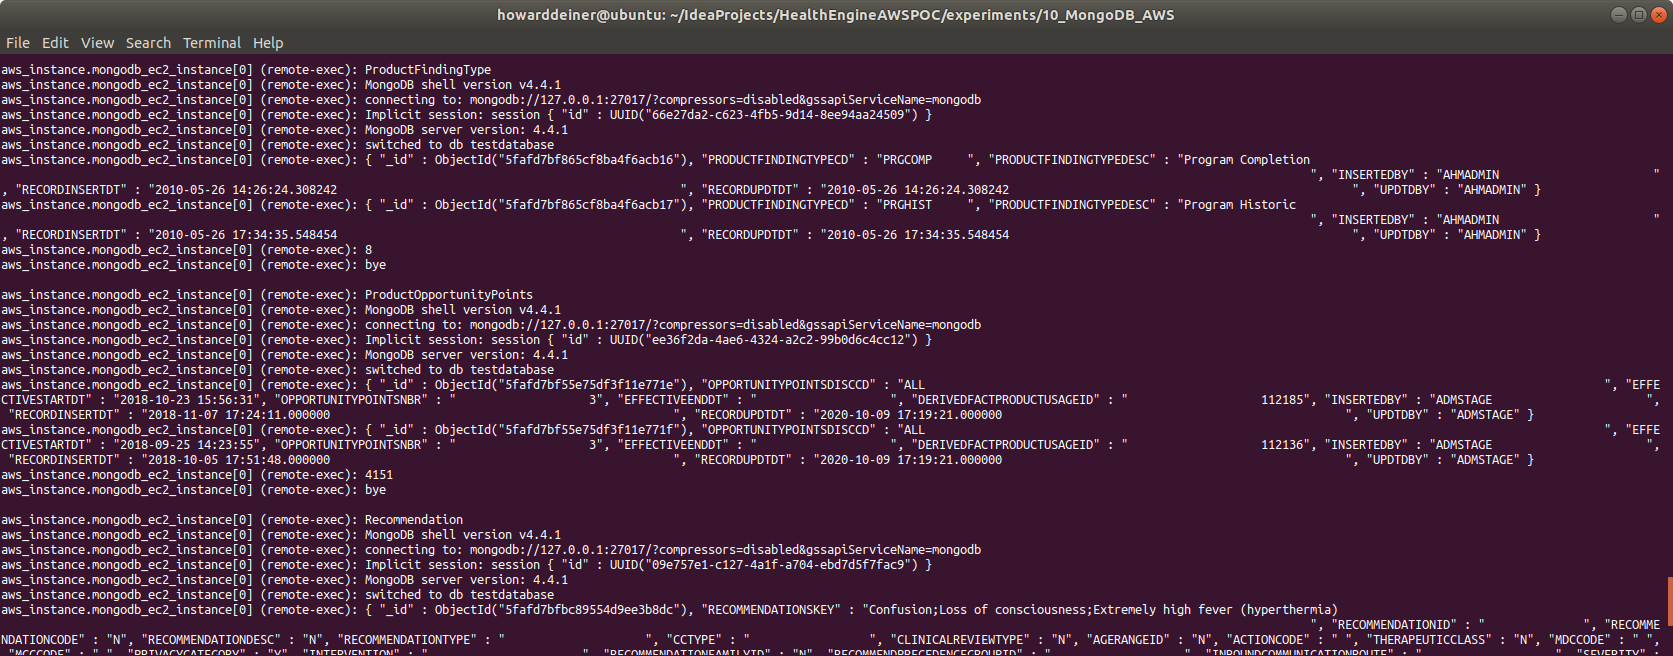 howarddeiner@ubuntu: ~/IdeaProjects/HealthEngineAWSPOC/experiments/10_MongoDB_AWS
File Edit View Search Terminal Help
aws_instance.mongodb_ec2_instance[0] (remote-exec): ProductFindingType
aws_instance.mongodb_ec2_instance[0] (remote-exec): MongoDB shell version v4.4.1
aws_instance.mongodb_ec2_instance[0] (remote-exec): connecting to: mongodb://127.0.0.1:27017/?compressors=disabled&gssapiServiceName=mongodb
aws_instance.mongodb_ec2_instance[0] (remote-exec): Implicit session: session { "id" : UUID("66e27da2-c623-4fb5-9d14-8ee94aa24509") }
aws_instance.mongodb_ec2_instance[0] (remote-exec): MongoDB server version: 4.4.1
aws_instance.mongodb_ec2_instance[0] (remote-exec): switched to db testdatabase
aws_instance.mongodb_ec2_instance[0] (remote-exec): { "_id" : ObjectId("5fafd7bf865cf8ba4f6acb16"), "PRODUCTFINDINGTYPECD" : "PRGCOMP     ", "PRODUCTFINDINGTYPEDESC" : "Program Completion
", "INSERTEDBY" : "AHMADMIN                      "
, "RECORDINSERTDT" : "2010-05-26 14:26:24.308242                                                 ", "RECORDUPDTDT" : "2010-05-26 14:26:24.308242                                                 ", "UPDTDBY" : "AHMADMIN" }
aws_instance.mongodb_ec2_instance[0] (remote-exec): { "_id" : ObjectId("5fafd7bf865cf8ba4f6acb17"), "PRODUCTFINDINGTYPECD" : "PRGHIST     ", "PRODUCTFINDINGTYPEDESC" : "Program Historic
", "INSERTEDBY" : "AHMADMIN                      "
, "RECORDINSERTDT" : "2010-05-26 17:34:35.548454                                                 ", "RECORDUPDTDT" : "2010-05-26 17:34:35.548454                                                 ", "UPDTDBY" : "AHMADMIN" }
aws_instance.mongodb_ec2_instance[0] (remote-exec): 8
aws_instance.mongodb_ec2_instance[0] (remote-exec): bye
aws_instance.mongodb_ec2_instance[0] (remote-exec): ProductOpportunityPoints
aws_instance.mongodb_ec2_instance[0] (remote-exec): MongoDB shell version v4.4.1
aws_instance.mongodb_ec2_instance[0] (remote-exec): connecting to: mongodb://127.0.0.1:27017/?compressors=disabled&gssapiServiceName=mongodb
aws_instance.mongodb_ec2_instance[0] (remote-exec): Implicit session: session { "id" : UUID("ee36f2da-4ae6-4324-a2c2-99b0d6c4cc12") }
aws_instance.mongodb_ec2_instance[0] (remote-exec): MongoDB server version: 4.4.1
aws_instance.mongodb_ec2_instance[0] (remote-exec): switched to db testdatabase
aws_instance.mongodb_ec2_instance[0] (remote-exec): { "_id" : ObjectId("5fafd7bf55e75df3f11e771e"), "OPPORTUNITYPOINTSDISCCD" : "ALL                                                 ", "EFFE
CTIVESTARTDT" : "2018-10-23 15:56:31", "OPPORTUNITYPOINTSNBR" : "                   3", "EFFECTIVEENDDT" : "                   ", "DERIVEDFACTPRODUCTUSAGEID" : "                   112185", "INSERTEDBY" : "ADMSTAGE                      ",
"RECORDINSERTDT" : "2018-11-07 17:24:11.000000                                                 ", "RECORDUPDTDT" : "2020-10-09 17:19:21.000000                                                 ", "UPDTDBY" : "ADMSTAGE" }
aws_instance.mongodb_ec2_instance[0] (remote-exec): { "_id" : ObjectId("5fafd7bf55e75df3f11e771f"), "OPPORTUNITYPOINTSDISCCD" : "ALL                                                 ", "EFFE
CTIVESTARTDT" : "2018-09-25 14:23:55", "OPPORTUNITYPOINTSNBR" : "                   3", "EFFECTIVEENDDT" : "                   ", "DERIVEDFACTPRODUCTUSAGEID" : "                   112136", "INSERTEDBY" : "ADMSTAGE                      ",
"RECORDINSERTDT" : "2018-10-05 17:51:48.000000                                                 ", "RECORDUPDTDT" : "2020-10-09 17:19:21.000000                                                 ", "UPDTDBY" : "ADMSTAGE" }
aws_instance.mongodb_ec2_instance[0] (remote-exec): 4151
aws_instance.mongodb_ec2_instance[0] (remote-exec): bye
aws_instance.mongodb_ec2_instance[0] (remote-exec): Recommendation
aws_instance.mongodb_ec2_instance[0] (remote-exec): MongoDB shell version v4.4.1
aws_instance.mongodb_ec2_instance[0] (remote-exec): connecting to: mongodb://127.0.0.1:27017/?compressors=disabled&gssapiServiceName=mongodb
aws_instance.mongodb_ec2_instance[0] (remote-exec): Implicit session: session { "id" : UUID("09e757e1-c127-4a1f-a704-ebd7d5f7fac9") }
aws_instance.mongodb_ec2_instance[0] (remote-exec): MongoDB server version: 4.4.1
aws_instance.mongodb_ec2_instance[0] (remote-exec): switched to db testdatabase
aws_instance.mongodb_ec2_instance[0] (remote-exec): { "_id" : ObjectId("5fafd7bfbc89554d9ee3b8dc"), "RECOMMENDATIONSKEY" : "Confusion;Loss of consciousness;Extremely high fever (hyperthermia)
", "RECOMMENDATIONID" : "              ", "RECOMME
NDATIONCODE" : "N", "RECOMMENDATIONDESC" : "N", "RECOMMENDATIONTYPE" : "                    ", "CCTYPE" : "                 ", "CLINICALREVIEWTYPE" : "N", "AGERANGEID" : "N", "ACTIONCODE" : " ", "THERAPEUTICCLASS" : "N", "MDCCODE" : " ",
"MCCCODE" : " ", "PRIVACYCATEGORY" : "Y", "INTERVENTION" : "                      ", "RECOMMENDATIONFAMILYID" : "N", "RECOMMENDPRECEDENCEGROUPID" : "                   ", "INBOUNDCOMMUNICATIONROUTE" : "                       ", "SEVERITY" :